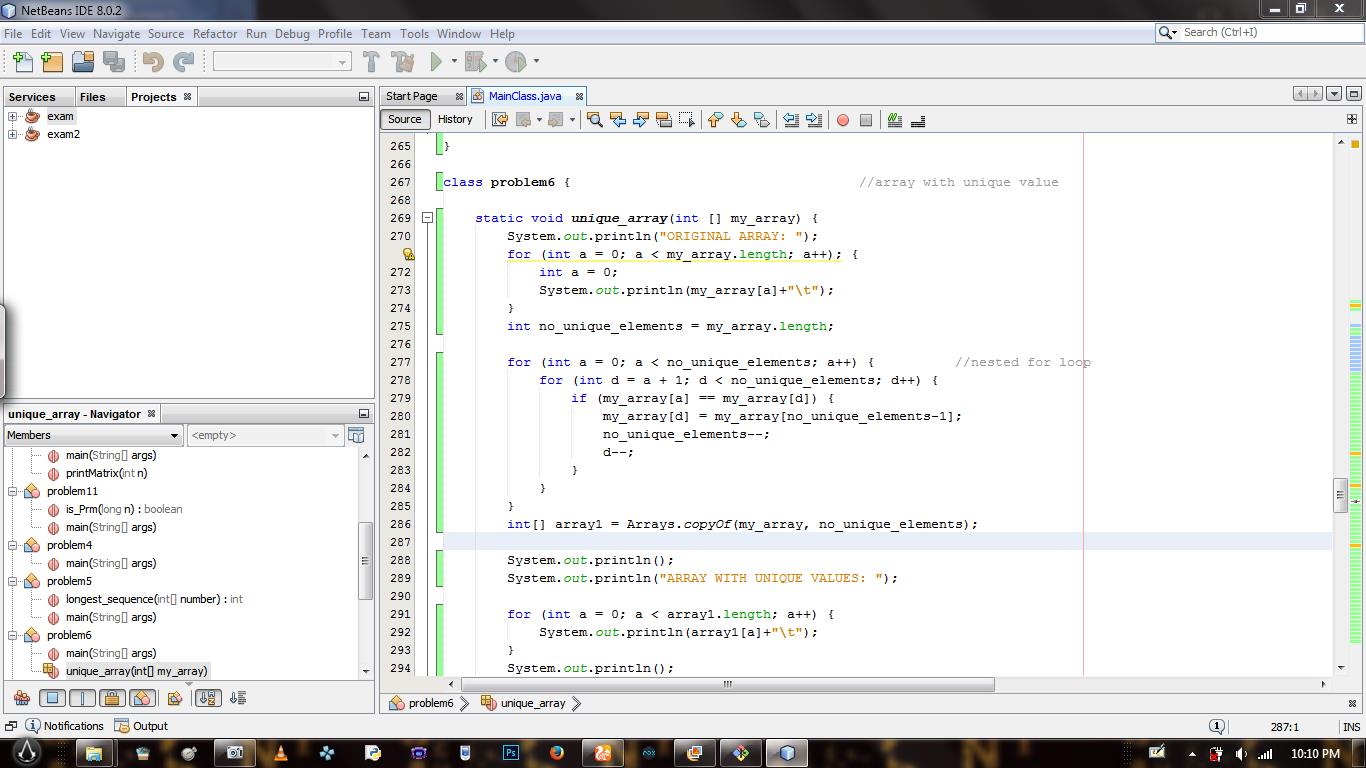 NetBeans IDE 8.0.2
File Edit View Navigate Source Refactor Run Debug Profile Team Tools Window Help
Search (Ctrl+I)
Services Files Projects
exam
exam2
Start Page MainClass.java
Source History
265 }
266
267 class problem6 { //array with unique value
268
269 static void unique_array(int [] my_array) {
270 System.out.println("ORIGINAL ARRAY: ");
for (int a = 0; a < my_array.length; a++); {
272 int a = 0;
273 System.out.println(my_array[a]+"\t");
274 }
275 int no_unique_elements = my_array.length;
276
277 for (int a = 0; a < no_unique_elements; a++) { //nested for loop
278 for (int d = a + 1; d < no_unique_elements; d++) {
279 if (my_array[a] == my_array[d]) {
280 my_array[d] = my_array[no_unique_elements-1];
281 no_unique_elements--;
282 d--;
283 }
284 }
285 }
286 int[] array1 = Arrays.copyOf(my_array, no_unique_elements);
287
288 System.out.println();
289 System.out.println("ARRAY WITH UNIQUE VALUES: ");
290
291 for (int a = 0; a < array1.length; a++) {
292 System.out.println(array1[a]+"\t");
293 }
294 System.out.println();
unique_array - Navigator
Members <empty>
main(String[] args)
printMatrix(int n)
problem11
is_Prm(long n) : boolean
main(String[] args)
problem4
main(String[] args)
problem5
longest_sequence(int[] number) : int
main(String[] args)
problem6
main(String[] args)
unique_array(int[] my_array)
problem6 unique_array
Notifications Output
287:1 INS
Ps
10:10 PM